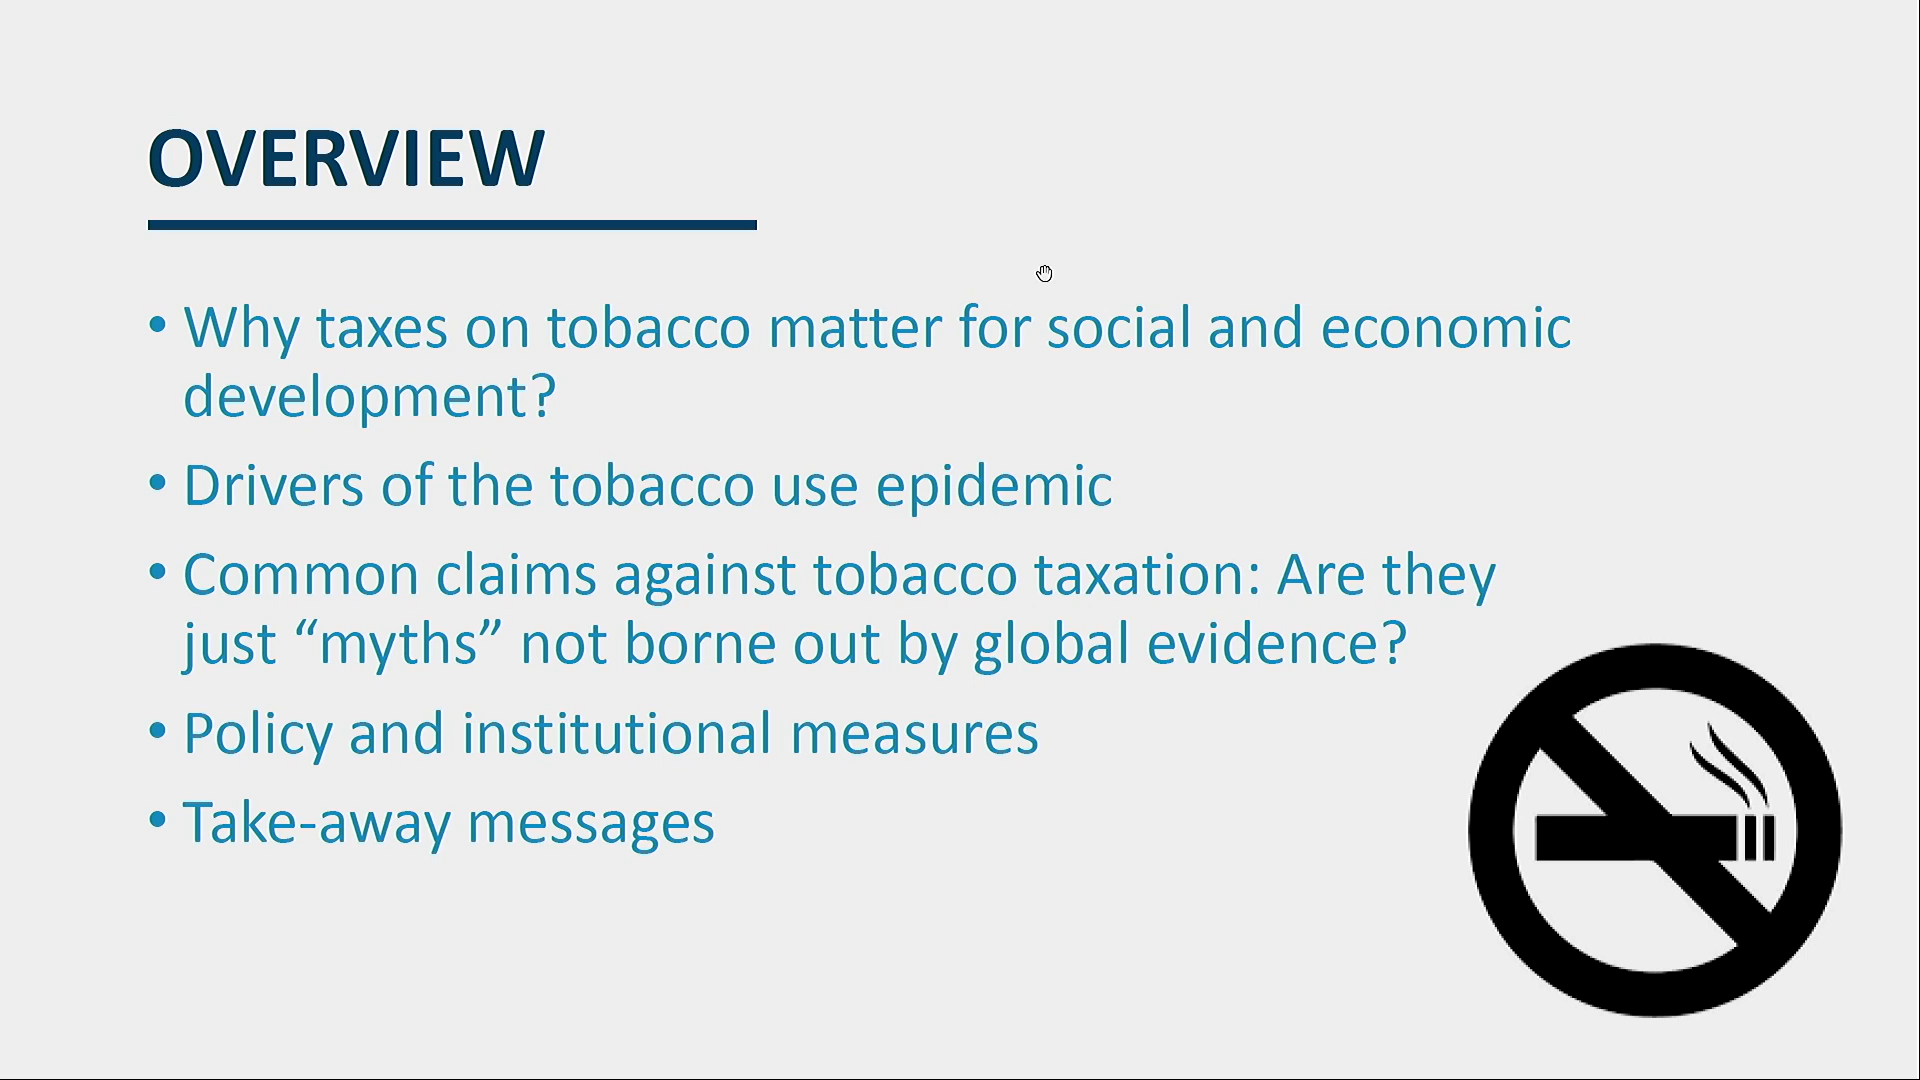 OVERVIEW
• Why taxes on tobacco matter for social and economic
development?
• Drivers of the tobacco use epidemic
• Common claims against tobacco taxation: Are they
just “myths” not borne out by global evidence?
• Policy and institutional measures
• Take-away messages